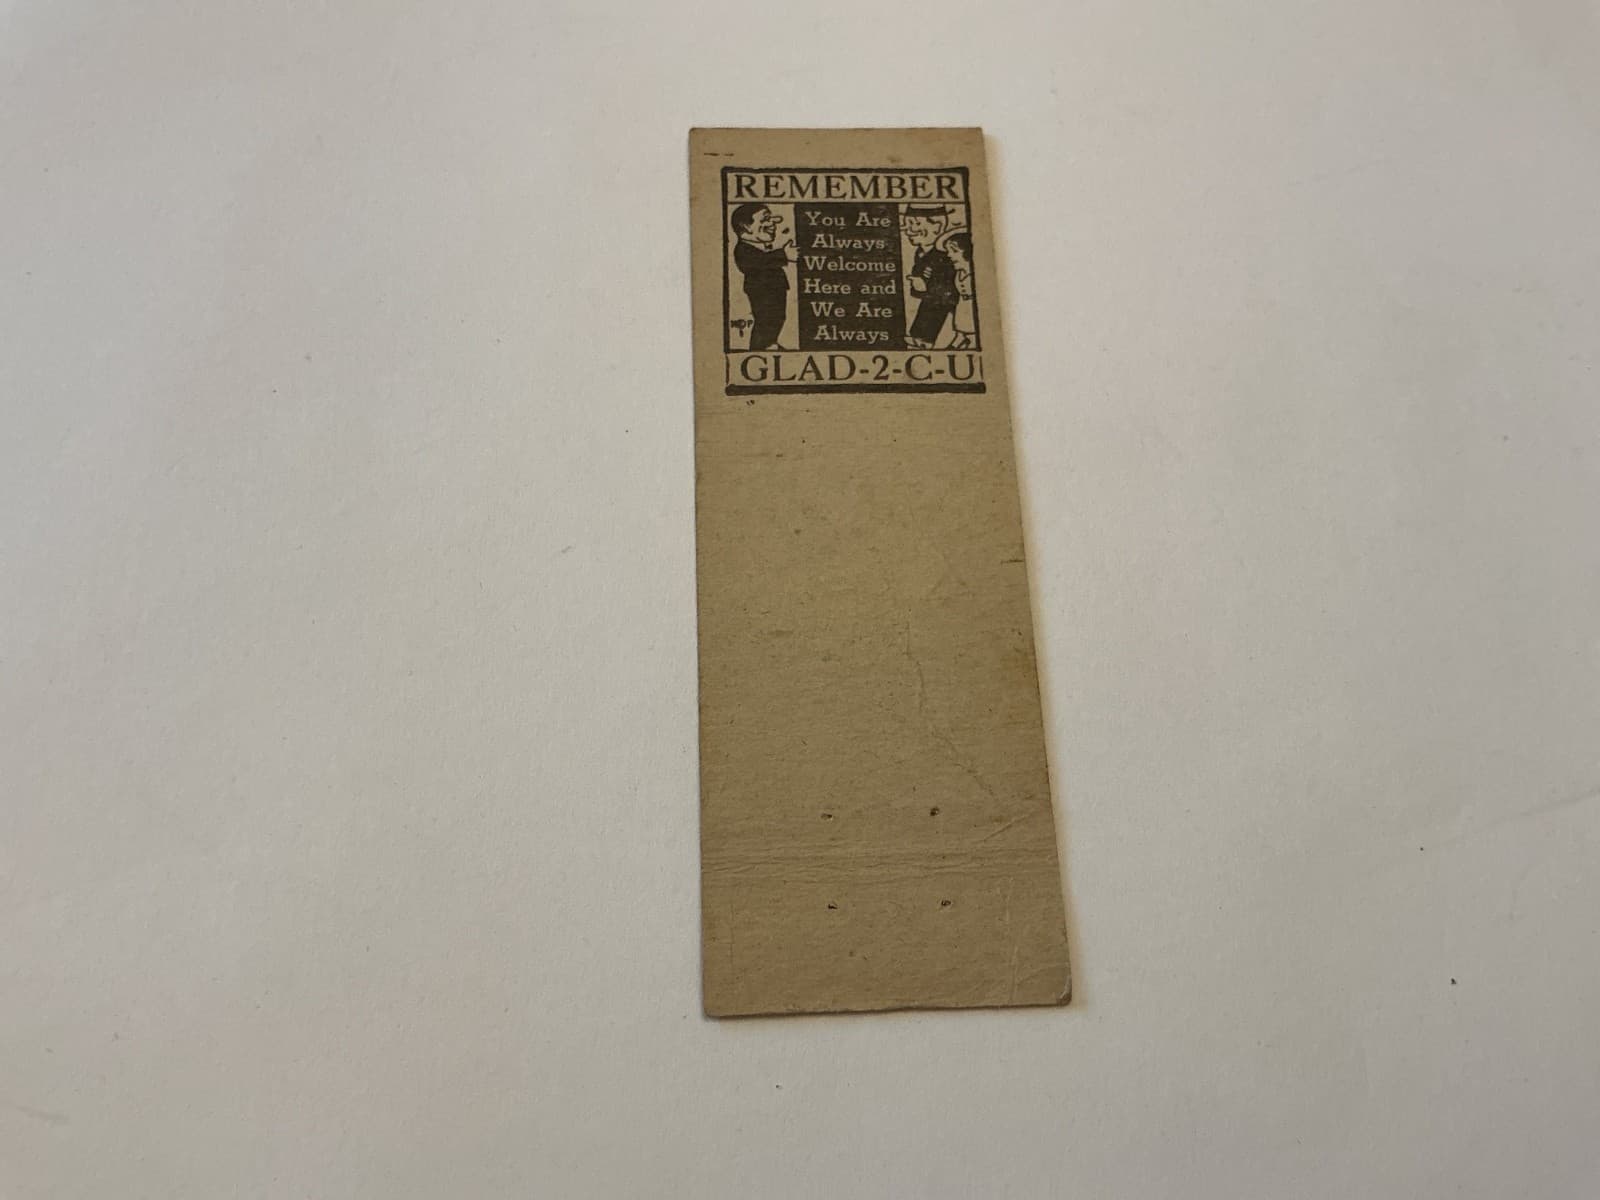 REMEMBER
You Are
Always
Welcome
Here and
We Are
Always
GLAD-2-C-U